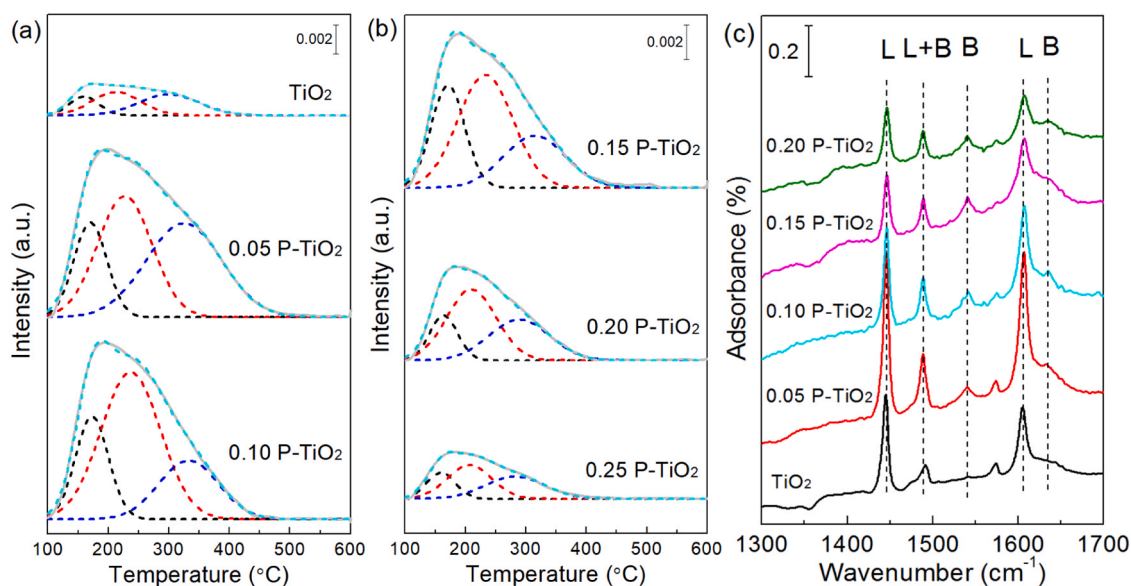 (a)
0.002
TiO2
0.05 P-TiO2
0.10 P-TiO2
Intensity (a.u.)
100 200 300 400 500 600
Temperature (°C)
(b)
0.002
0.15 P-TiO2
0.20 P-TiO2
0.25 P-TiO2
Intensity (a.u.)
100 200 300 400 500 600
Temperature (°C)
(c)
0.2
L L+B B L B
0.20 P-TiO2
0.15 P-TiO2
0.10 P-TiO2
0.05 P-TiO2
TiO2
Adsorbance (%)
1300 1400 1500 1600 1700
Wavenumber (cm-1)